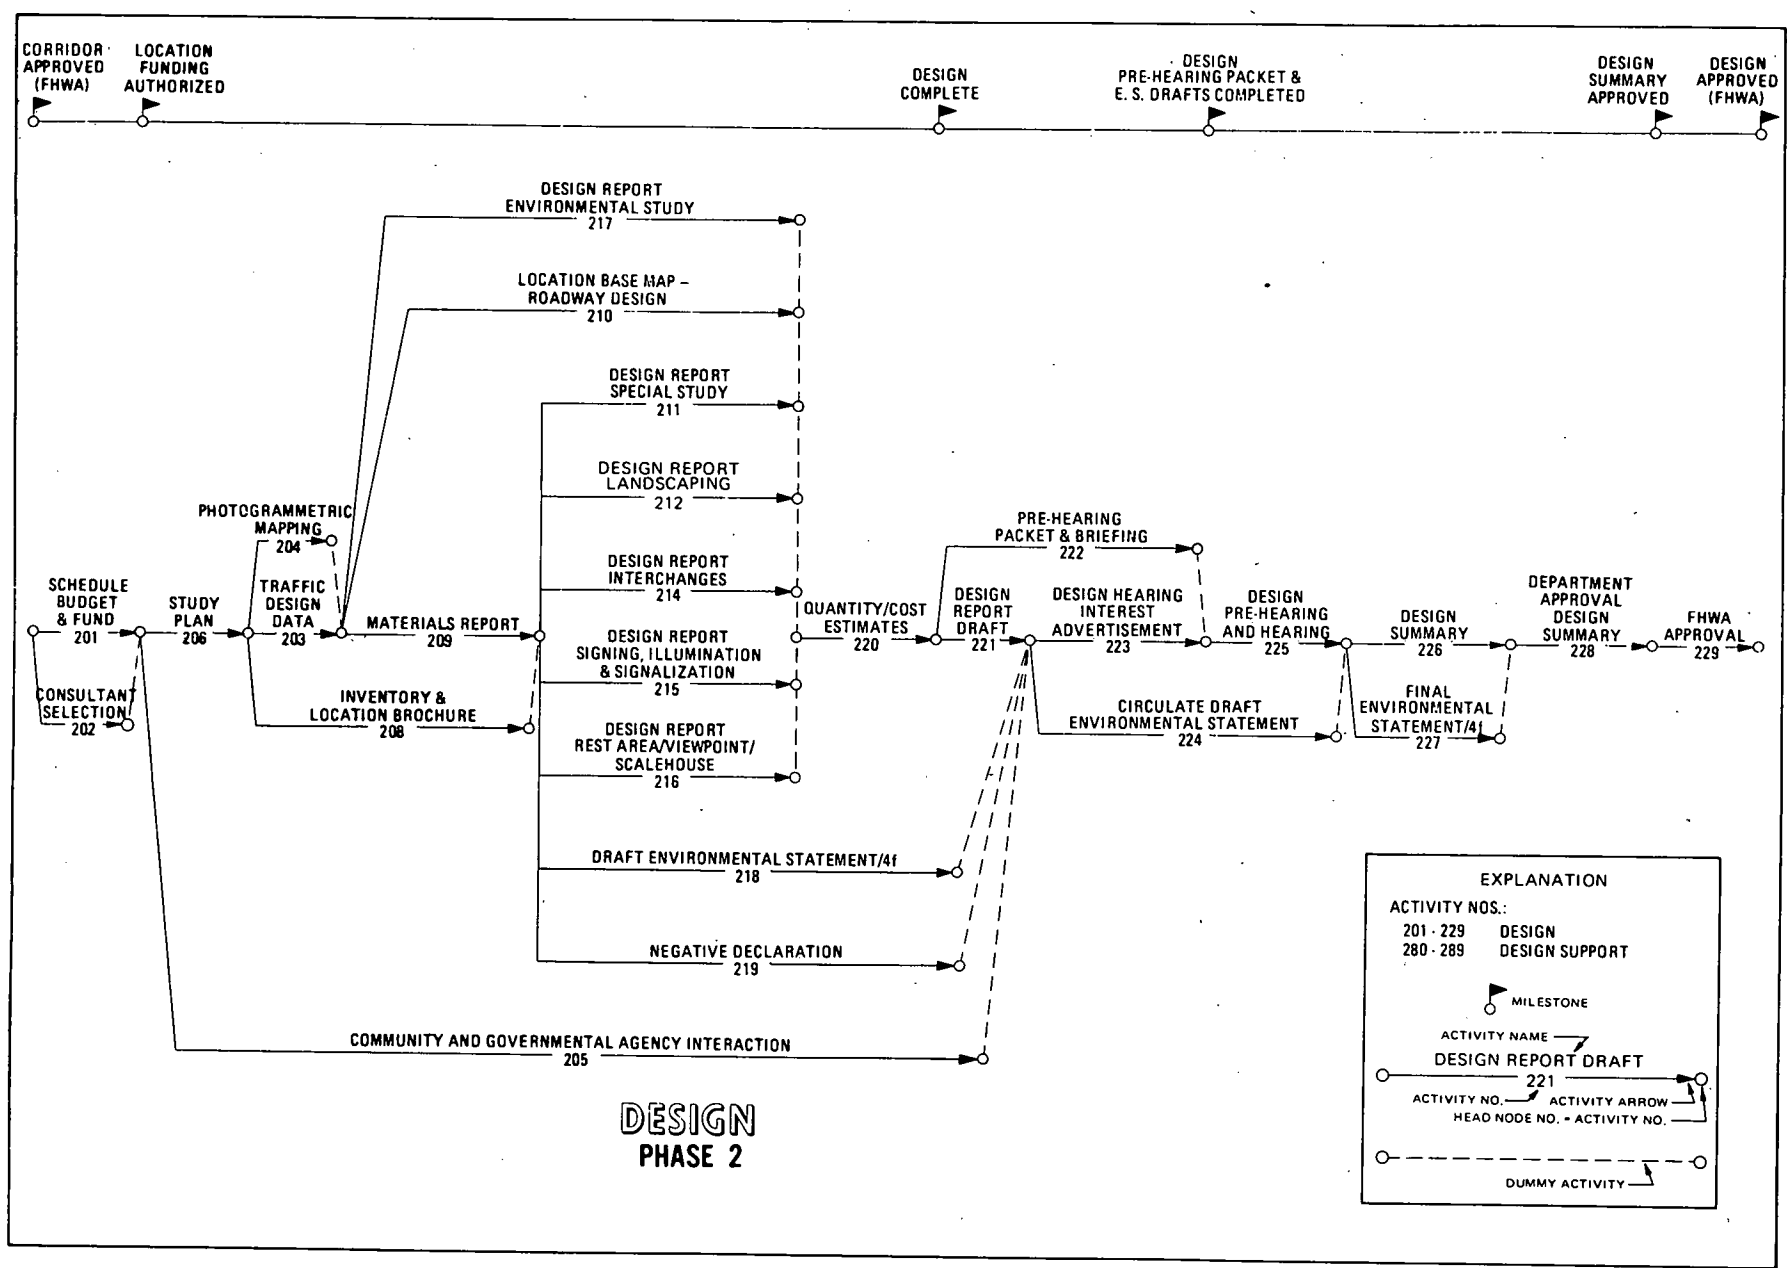 CORRIDOR
APPROVED
(FHWA)
LOCATION
FUNDING
AUTHORIZED
DESIGN
COMPLETE
DESIGN
PRE-HEARING PACKET &
E. S. DRAFTS COMPLETED
DESIGN
SUMMARY
APPROVED
DESIGN
APPROVED
(FHWA)
DESIGN REPORT
ENVIRONMENTAL STUDY
217
LOCATION BASE MAP –
ROADWAY DESIGN
210
DESIGN REPORT
SPECIAL STUDY
211
DESIGN REPORT
LANDSCAPING
212
PHOTOGRAMMETRIC
MAPPING
204
DESIGN REPORT
INTERCHANGES
214
PRE-HEARING
PACKET & BRIEFING
222
SCHEDULE
BUDGET
& FUND
201
STUDY
PLAN
206
TRAFFIC
DESIGN
DATA
203
MATERIALS REPORT
209
QUANTITY/COST
ESTIMATES
220
DESIGN
REPORT
DRAFT
221
DESIGN HEARING
INTEREST
ADVERTISEMENT
223
DESIGN
PRE-HEARING
AND HEARING
225
DESIGN
SUMMARY
226
DEPARTMENT
APPROVAL
DESIGN
SUMMARY
228
FHWA
APPROVAL
229
CONSULTANT
SELECTION
202
INVENTORY &
LOCATION BROCHURE
208
DESIGN REPORT
SIGNING, ILLUMINATION
& SIGNALIZATION
215
DESIGN REPORT
REST AREA/VIEWPOINT/
SCALEHOUSE
216
CIRCULATE DRAFT
ENVIRONMENTAL STATEMENT
224
FINAL
ENVIRONMENTAL
STATEMENT/4f
227
DRAFT ENVIRONMENTAL STATEMENT/4f
218
NEGATIVE DECLARATION
219
COMMUNITY AND GOVERNMENTAL AGENCY INTERACTION
205
DESIGN
PHASE 2
EXPLANATION
ACTIVITY NOS.:
201 - 229 DESIGN
280 - 289 DESIGN SUPPORT
MILESTONE
ACTIVITY NAME
DESIGN REPORT DRAFT
221
ACTIVITY NO.
ACTIVITY ARROW
HEAD NODE NO. = ACTIVITY NO.
DUMMY ACTIVITY